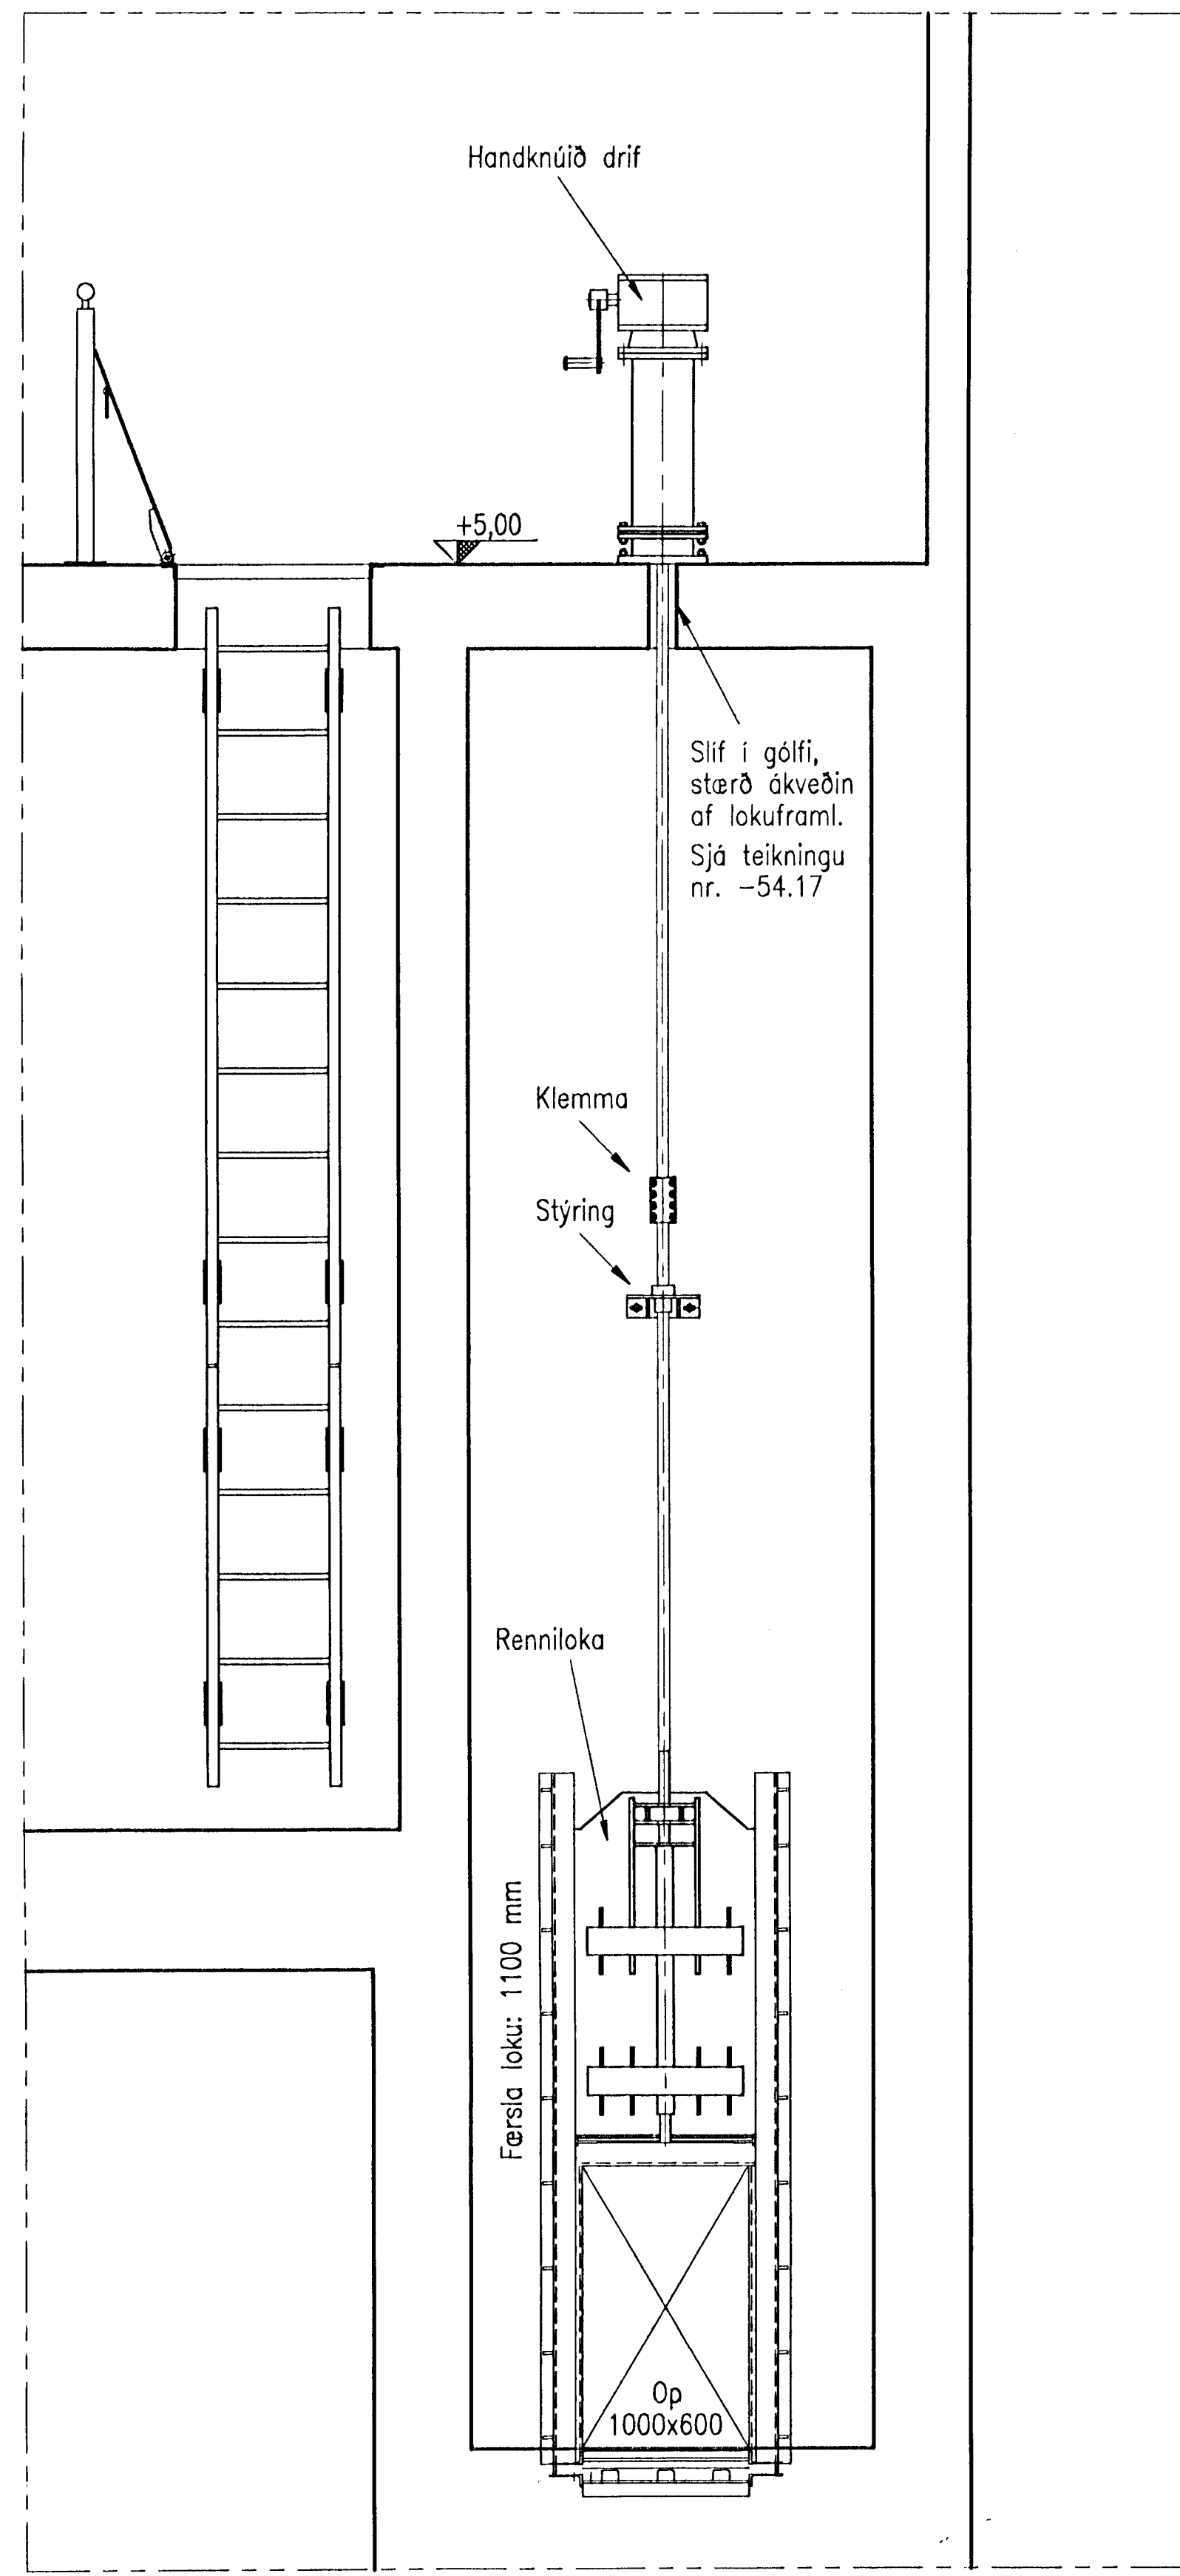 Handknúið drif
+5,00
Slíf í gólfi,
stærð ákveðin
af lokuframl.
Sjá teikningu
nr. -54.17
Klemma
Stýring
Renniloka
Færsla loku: 1100 mm
Op
1000x600